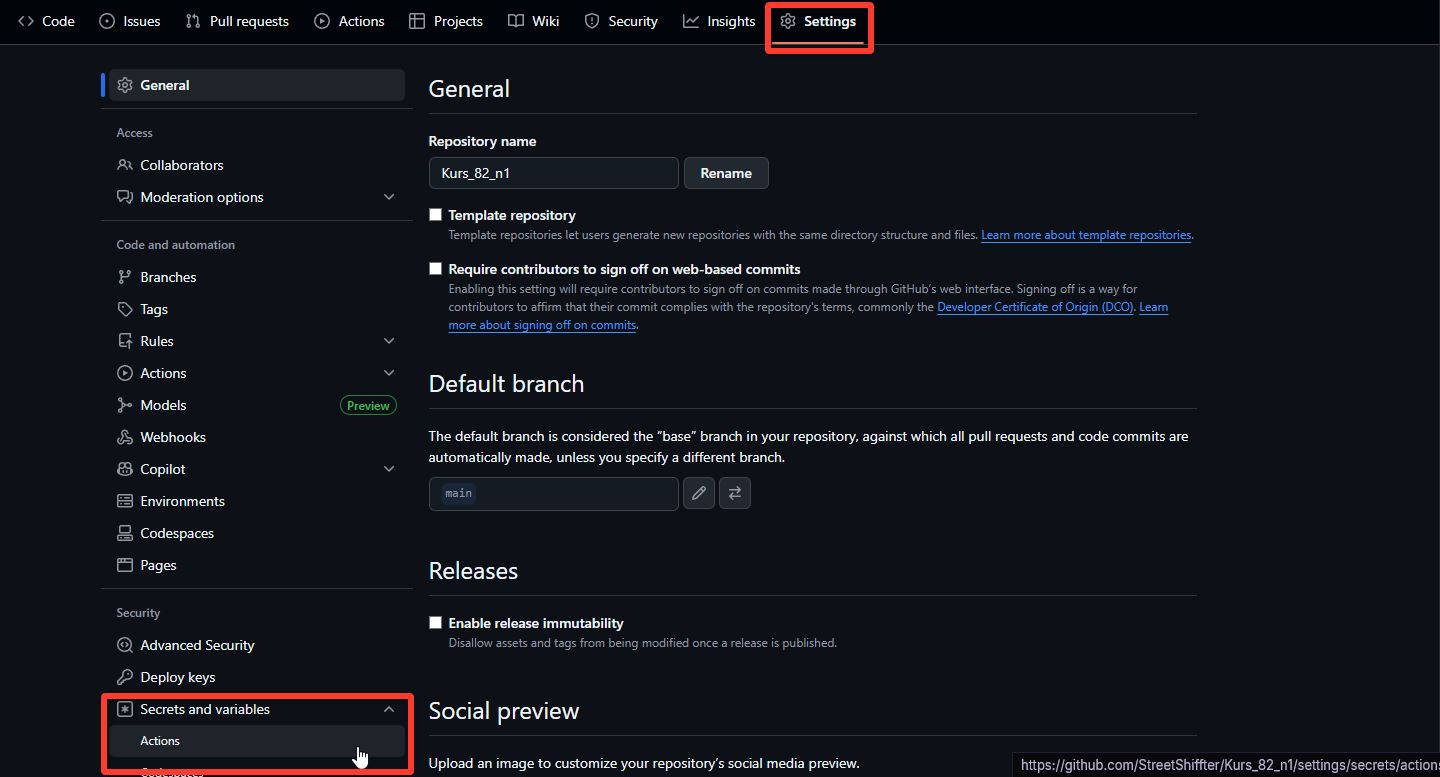 Code Issues Pull requests Actions Projects Wiki Security Insights Settings
General
Access
Collaborators
Moderation options
Code and automation
Branches
Tags
Rules
Actions
Models Preview
Webhooks
Copilot
Environments
Codespaces
Pages
Security
Advanced Security
Deploy keys
Secrets and variables
Actions
Codespaces
General
Repository name
Kurs_82_n1 Rename
Template repository
Template repositories let users generate new repositories with the same directory structure and files. Learn more about template repositories.
Require contributors to sign off on web-based commits
Enabling this setting will require contributors to sign off on commits made through GitHub's web interface. Signing off is a way for
contributors to affirm that their commit complies with the repository's terms, commonly the Developer Certificate of Origin (DCO). Learn
more about signing off on commits.
Default branch
The default branch is considered the “base” branch in your repository, against which all pull requests and code commits are
automatically made, unless you specify a different branch.
main
Releases
Enable release immutability
Disallow assets and tags from being modified once a release is published.
Social preview
Upload an image to customize your repository's social media preview.
https://github.com/StreetShiffter/Kurs_82_n1/settings/secrets/actions